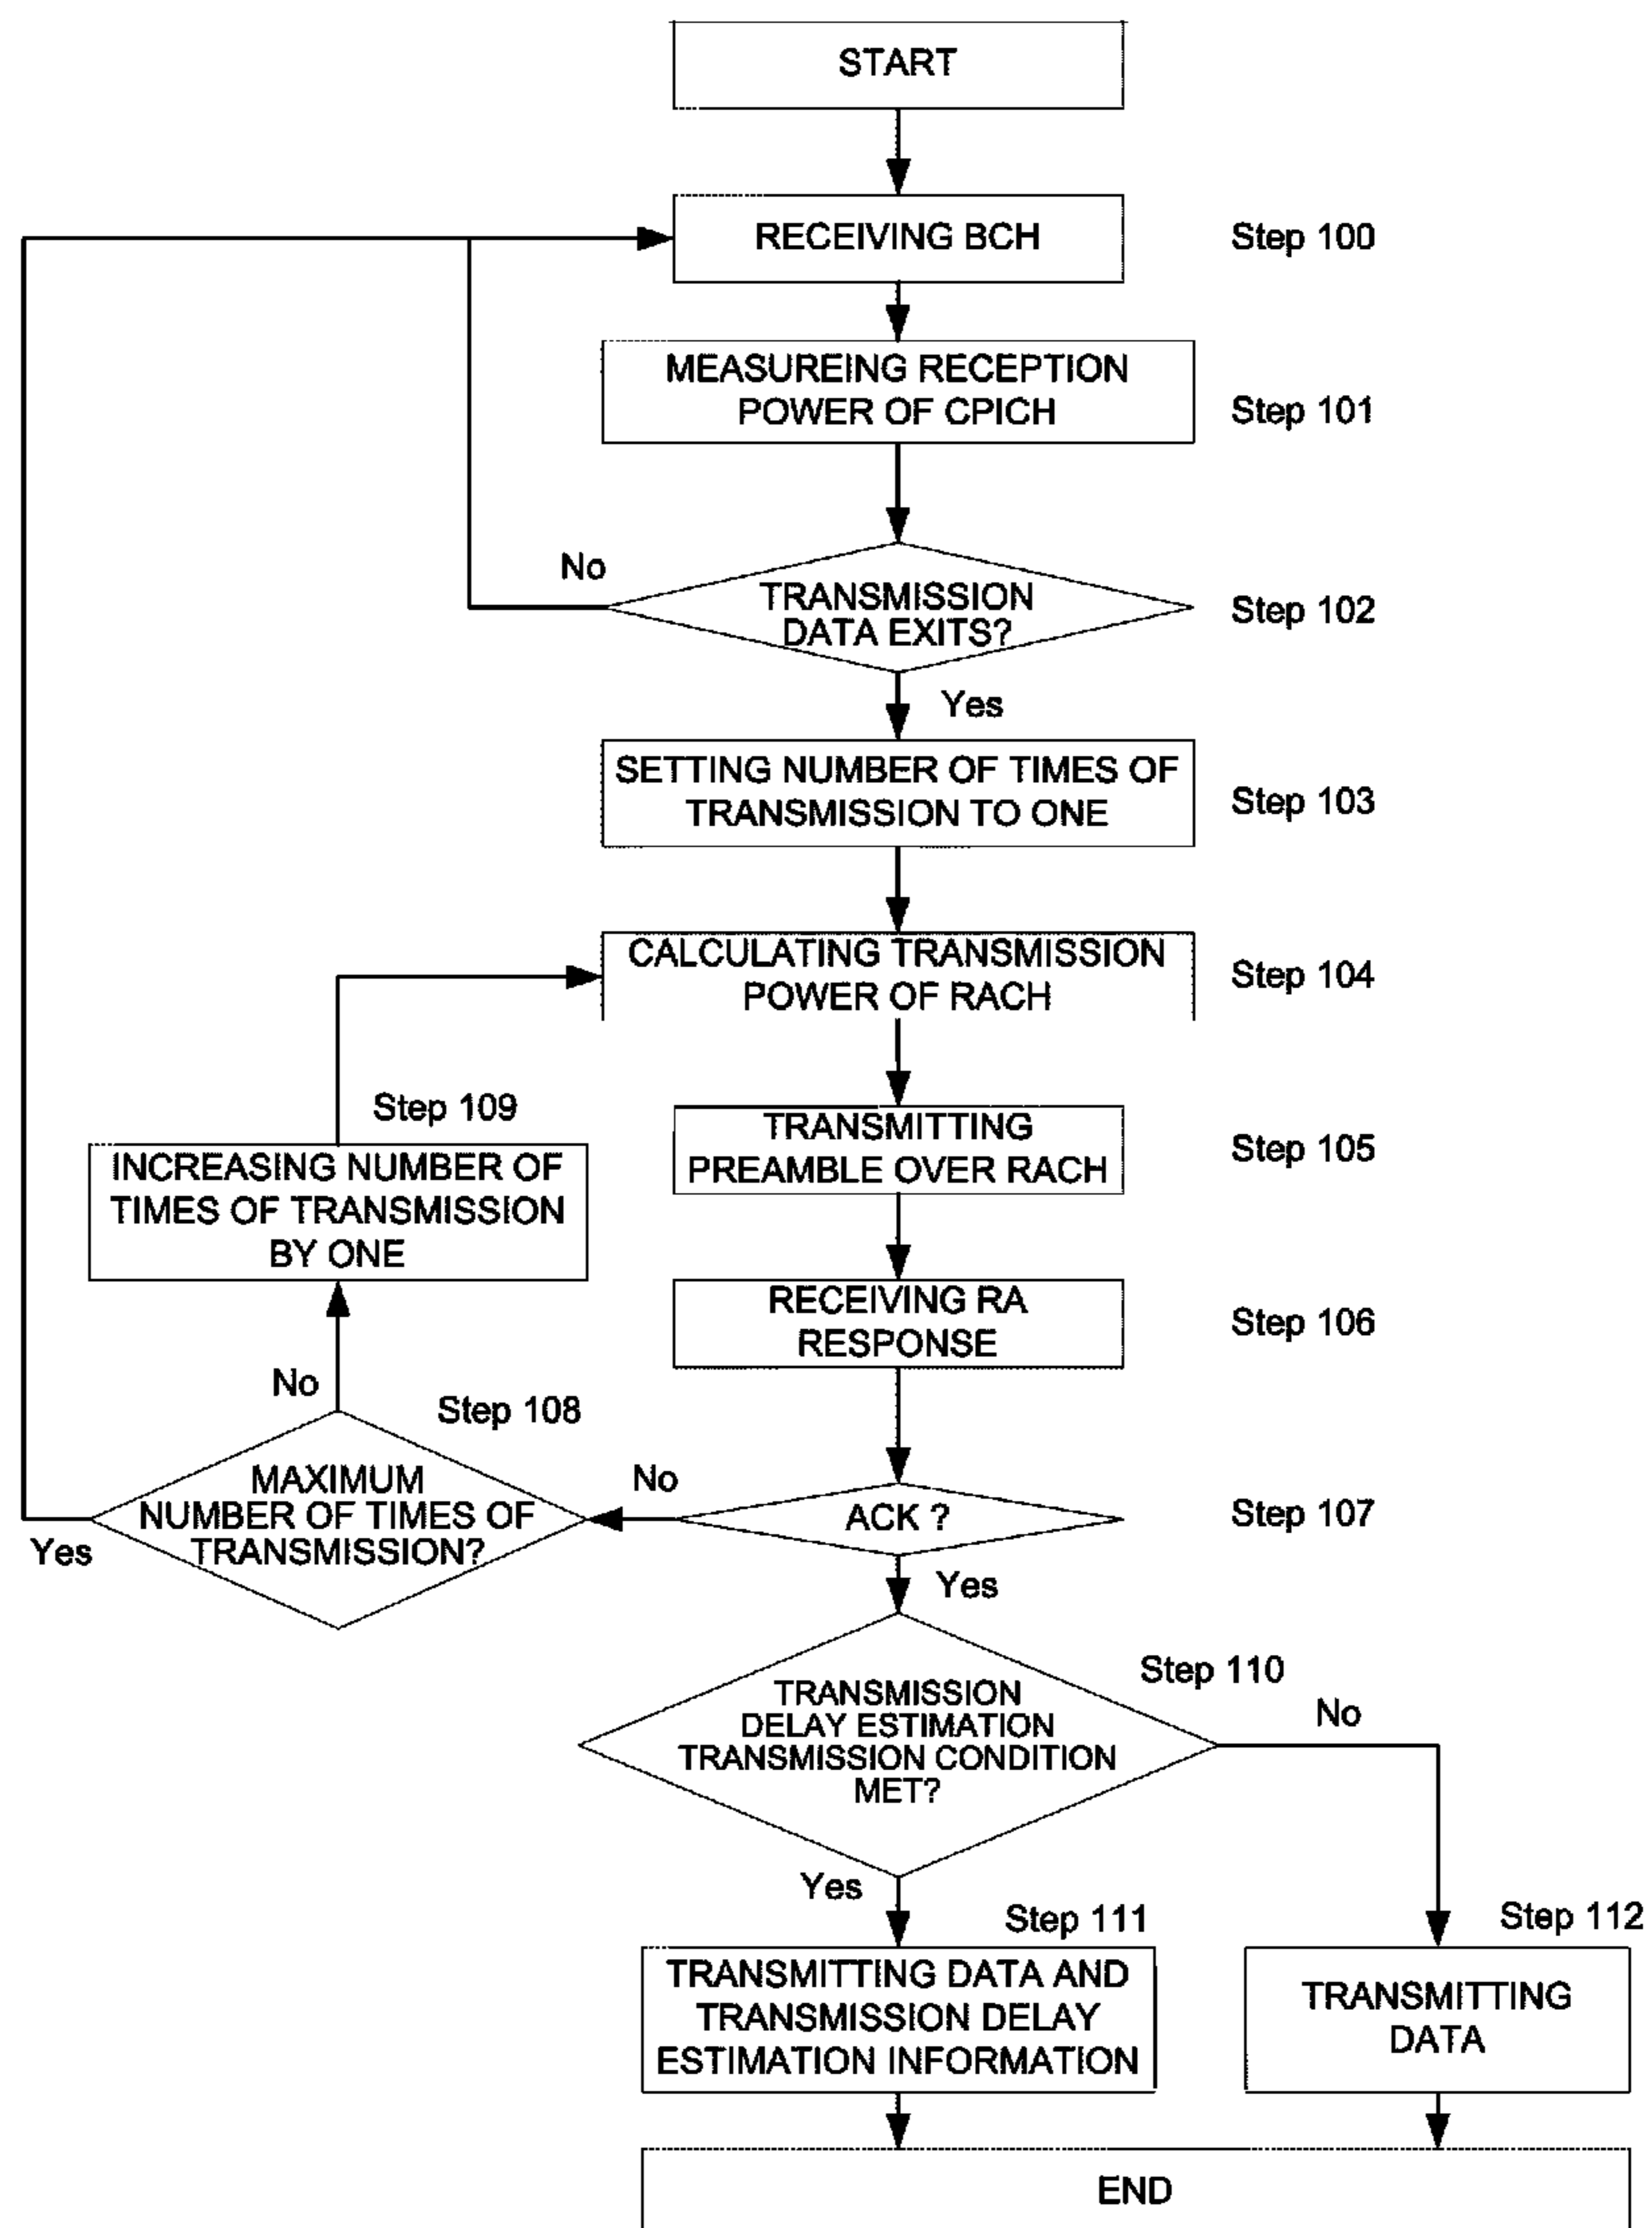 START
RECEIVING BCH
Step 100
MEASUREING RECEPTION
POWER OF CPICH
Step 101
No
TRANSMISSION
DATA EXITS?
Step 102
Yes
SETTING NUMBER OF TIMES OF
TRANSMISSION TO ONE
Step 103
CALCULATING TRANSMISSION
POWER OF RACH
Step 104
Step 109
INCREASING NUMBER OF
TIMES OF TRANSMISSION
BY ONE
TRANSMITTING
PREAMBLE OVER RACH
Step 105
RECEIVING RA
RESPONSE
Step 106
No
Step 108
MAXIMUM
NUMBER OF TIMES OF
TRANSMISSION?
Yes
No
ACK ?
Step 107
Yes
TRANSMISSION
DELAY ESTIMATION
TRANSMISSION CONDITION
MET?
Step 110
No
Yes
Step 111
TRANSMITTING DATA AND
TRANSMISSION DELAY
ESTIMATION INFORMATION
Step 112
TRANSMITTING
DATA
END